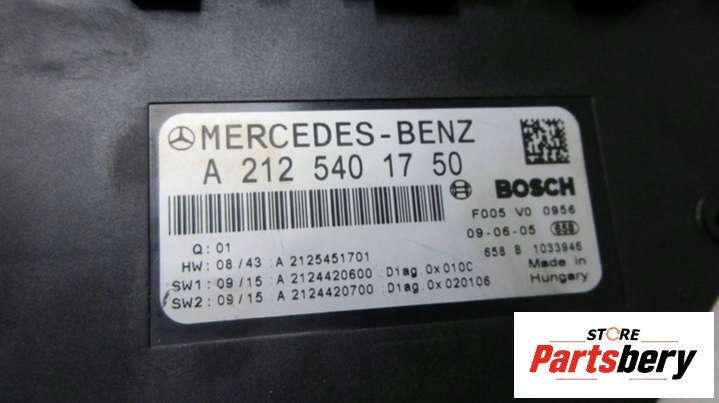 MERCEDES-BENZ
A 212 540 17 50
BOSCH
F005 V0 0956
09-06-05 658
658 B 1033946
Made in
Hungary
Q: 01
HW: 08/43 :A 2125451701
SW1: 09/15 :A 2124420600 :Diag.0x010C
SW2: 09/15 :A 2124420700 :Diag.0x020106
STORE
Partsbery